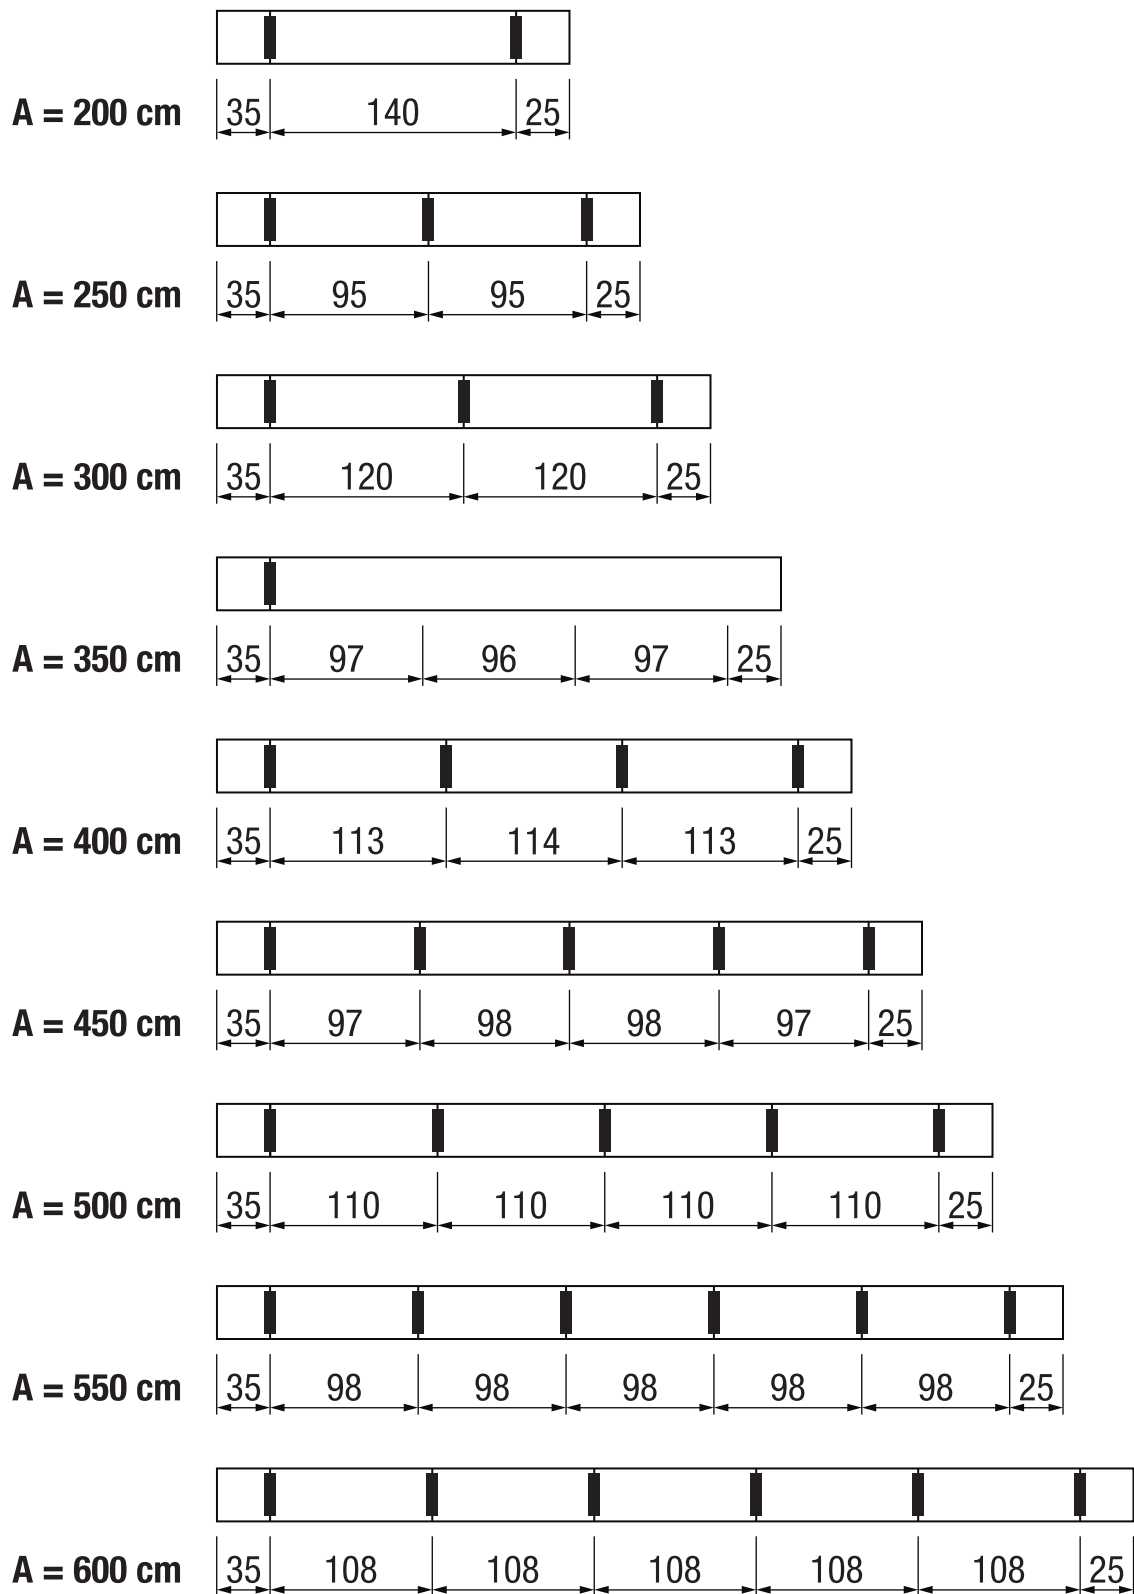 A = 200 cm 35 140 25
A = 250 cm 35 95 95 25
A = 300 cm 35 120 120 25
A = 350 cm 35 97 96 97 25
A = 400 cm 35 113 114 113 25
A = 450 cm 35 97 98 98 97 25
A = 500 cm 35 110 110 110 110 25
A = 550 cm 35 98 98 98 98 98 25
A = 600 cm 35 108 108 108 108 108 25